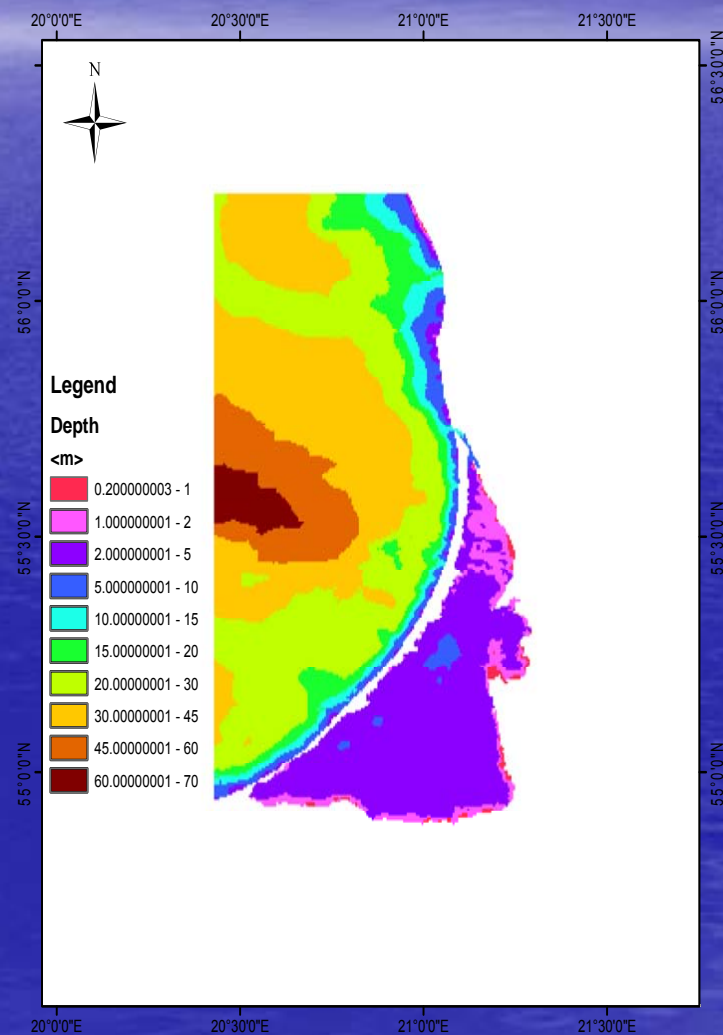 20°0'0"E 20°30'0"E 21°0'0"E 21°30'0"E
56°30'0"N
N
56°0'0"N 56°0'0"N
Legend
Depth
<m>
0.200000003 - 1
1.000000001 - 2
2.000000001 - 5
5.000000001 - 10
10.00000001 - 15
15.00000001 - 20
20.00000001 - 30
30.00000001 - 45
45.00000001 - 60
60.00000001 - 70
55°30'0"N
55°0'0"N 55°0'0"N
20°0'0"E 20°30'0"E 21°0'0"E 21°30'0"E